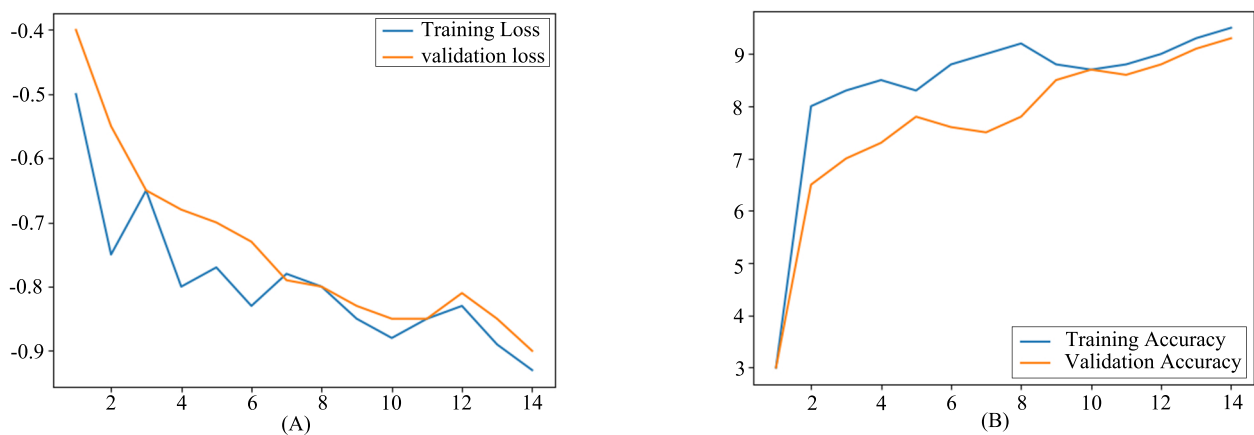 -0.4
-0.5
-0.6
-0.7
-0.8
-0.9
Training Loss
validation loss
2 4 6 8 10 12 14
(A)
9
8
7
6
5
4
3
Training Accuracy
Validation Accuracy
2 4 6 8 10 12 14
(B)